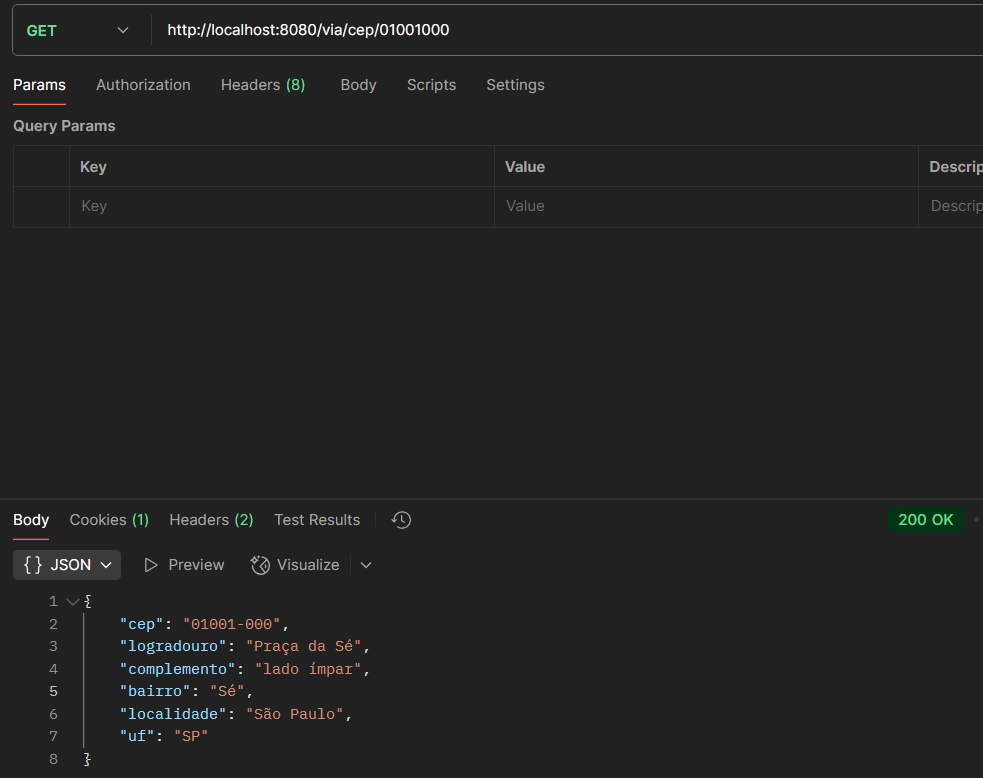 GET http://localhost:8080/via/cep/01001000
Params Authorization Headers (8) Body Scripts Settings
Query Params
Key Value Descrip
Key Value Descrip
Body Cookies (1) Headers (2) Test Results 200 OK
{ } JSON Preview Visualize
1 {
2 "cep": "01001-000",
3 "logradouro": "Praça da Sé",
4 "complemento": "lado ímpar",
5 "bairro": "Sé",
6 "localidade": "São Paulo",
7 "uf": "SP"
8 }